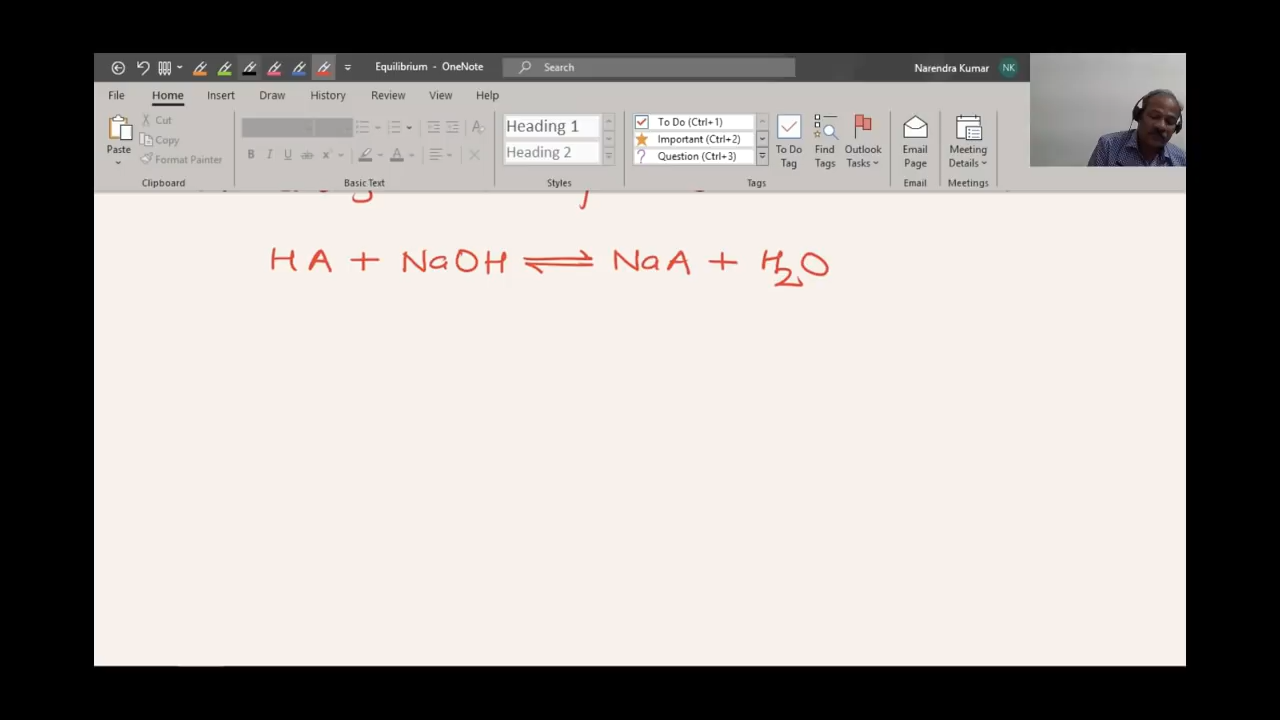 Equilibrium - OneNote
Search
Narendra Kumar NK
File Home Insert Draw History Review View Help
Paste
Cut
Copy
Format Painter
Clipboard
B I U ab x
A
Basic Text
Heading 1
Heading 2
Styles
To Do (Ctrl+1)
Important (Ctrl+2)
? Question (Ctrl+3)
Tags
To Do Tag
Find Tags
Outlook Tasks
Email Page
Email
Meeting Details
Meetings
HA + NaOH ⇌ NaA + H₂O